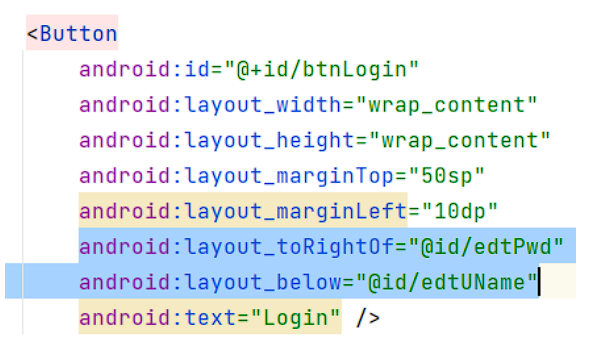 <Button
android:id="@+id/btnLogin"
android:layout_width="wrap_content"
android:layout_height="wrap_content"
android:layout_marginTop="50sp"
android:layout_marginLeft="10dp"
android:layout_toRightOf="@id/edtPwd"
android:layout_below="@id/edtUName"
android:text="Login" />